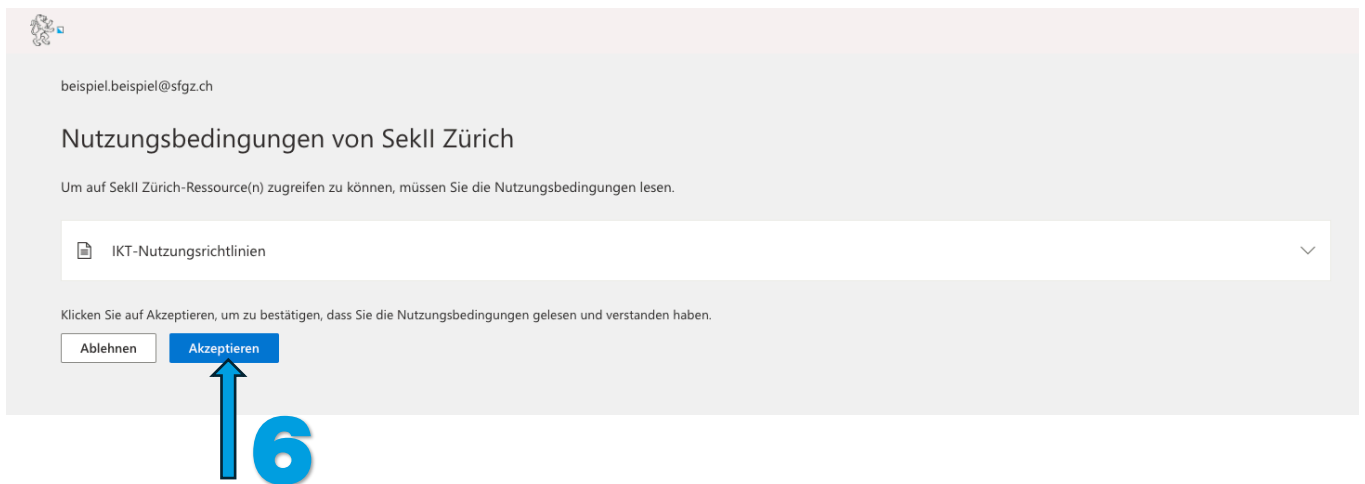 beispiel.beispiel@sfgz.ch
Nutzungsbedingungen von SekII Zürich
Um auf SekII Zürich-Ressource(n) zugreifen zu können, müssen Sie die Nutzungsbedingungen lesen.
IKT-Nutzungsrichtlinien
Klicken Sie auf Akzeptieren, um zu bestätigen, dass Sie die Nutzungsbedingungen gelesen und verstanden haben.
Ablehnen Akzeptieren
6